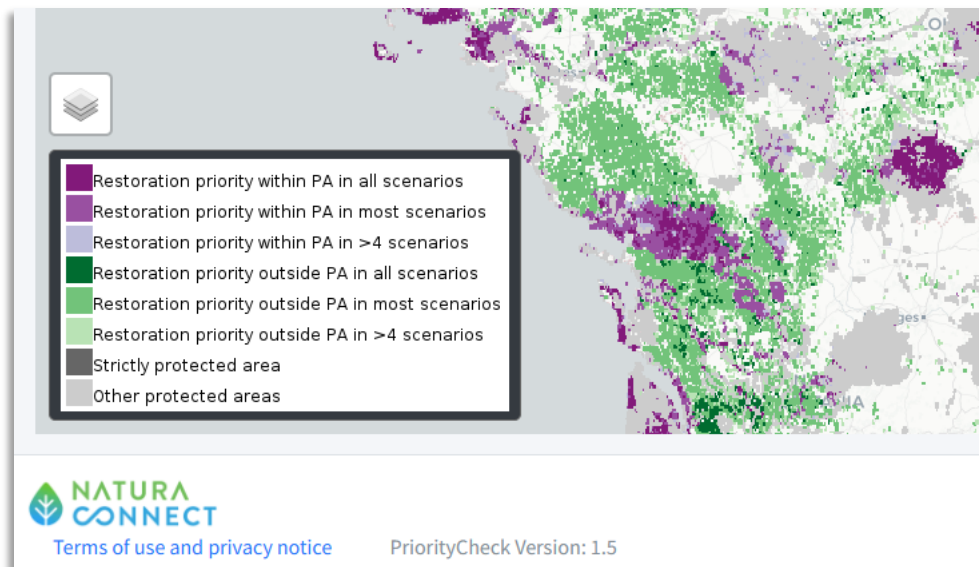 OI
Restoration priority within PA in all scenarios
Restoration priority within PA in most scenarios
Restoration priority within PA in >4 scenarios
Restoration priority outside PA in all scenarios
Restoration priority outside PA in most scenarios
ges
Restoration priority outside PA in >4 scenarios
Strictly protected area
Other protected areas
NATURA
CONNECT
Terms of use and privacy notice PriorityCheck Version: 1.5